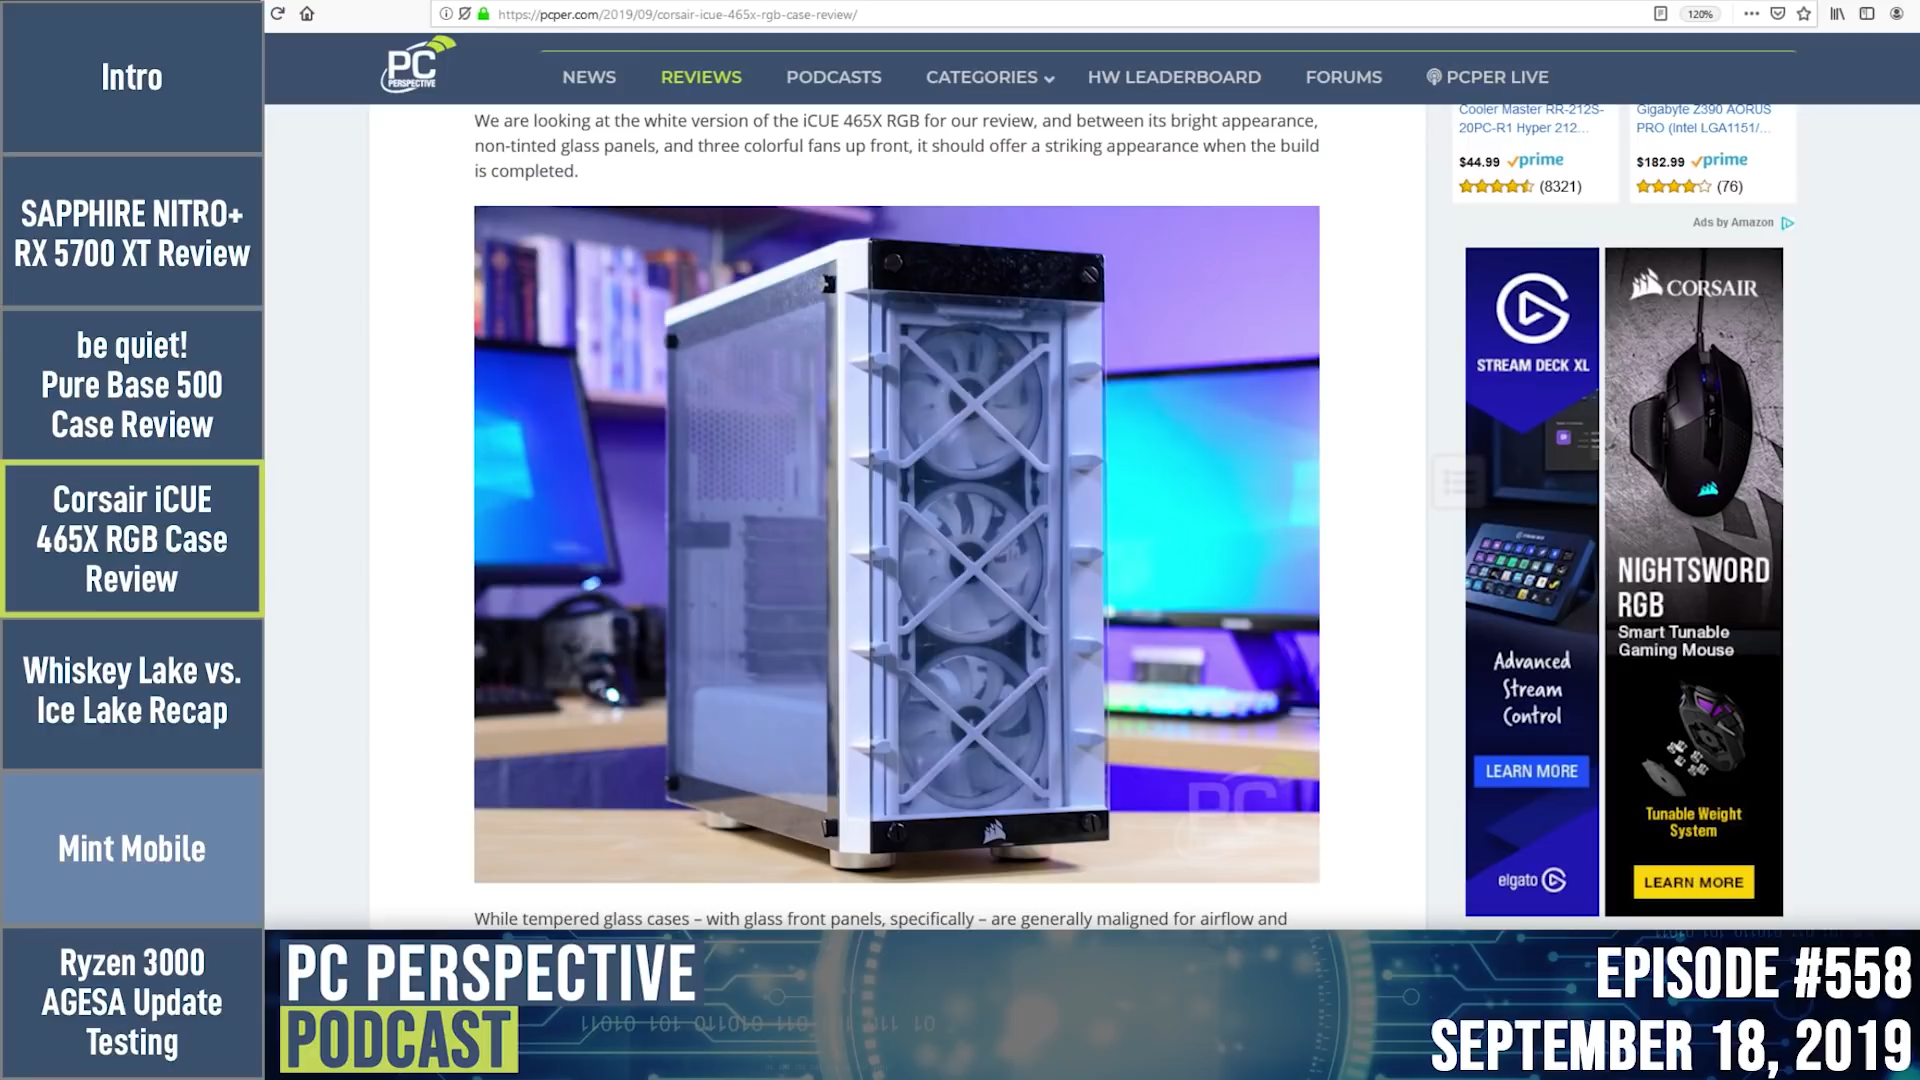 Intro
SAPPHIRE NITRO+
RX 5700 XT Review
be quiet!
Pure Base 500
Case Review
Corsair iCUE
465X RGB Case
Review
Whiskey Lake vs.
Ice Lake Recap
Mint Mobile
Ryzen 3000
AGESA Update
Testing
https://pcper.com/2019/09/corsair-icue-465x-rgb-case-review/
120%
PC
PERSPECTIVE
NEWS
REVIEWS
PODCASTS
CATEGORIES
HW LEADERBOARD
FORUMS
PCPER LIVE
We are looking at the white version of the iCUE 465X RGB for our review, and between its bright appearance,
non-tinted glass panels, and three colorful fans up front, it should offer a striking appearance when the build
is completed.
PC
While tempered glass cases – with glass front panels, specifically – are generally maligned for airflow and
Cooler Master RR-212S-
20PC-R1 Hyper 212...
$44.99 prime
(8321)
Gigabyte Z390 AORUS
PRO (Intel LGA1151/...
$182.99 prime
(76)
Ads by Amazon
STREAM DECK XL
Advanced
Stream
Control
LEARN MORE
elgato
CORSAIR
NIGHTSWORD
RGB
Smart Tunable
Gaming Mouse
Tunable Weight
System
LEARN MORE
PC PERSPECTIVE
PODCAST
EPISODE #558
SEPTEMBER 18, 2019